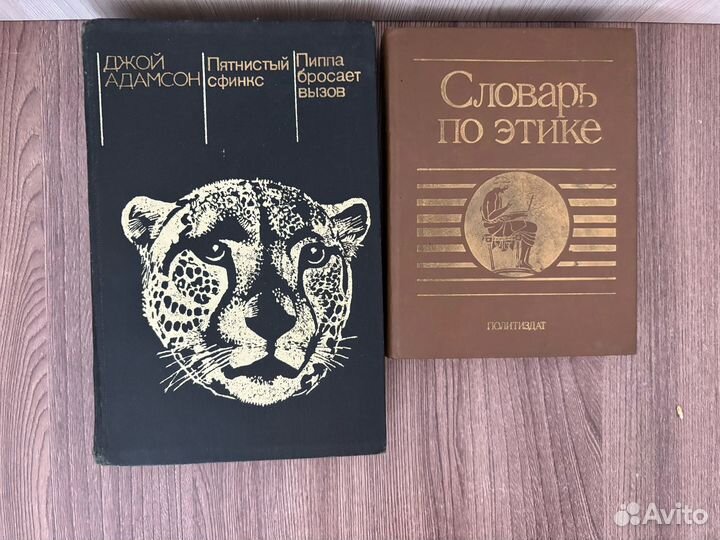 ДЖОЙ
АДАМСОН
Пятнистый
сфинкс
Пиппа
бросает
вызов
Словарь
по этике
ПОЛИТИЗДАТ
Avito